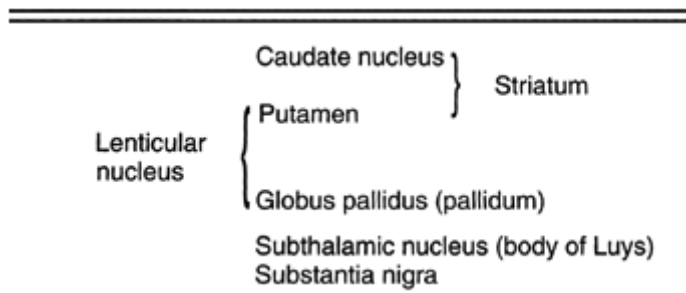 Caudate nucleus
Striatum
Putamen
Lenticular
nucleus
Globus pallidus (pallidum)
Subthalamic nucleus (body of Luys)
Substantia nigra